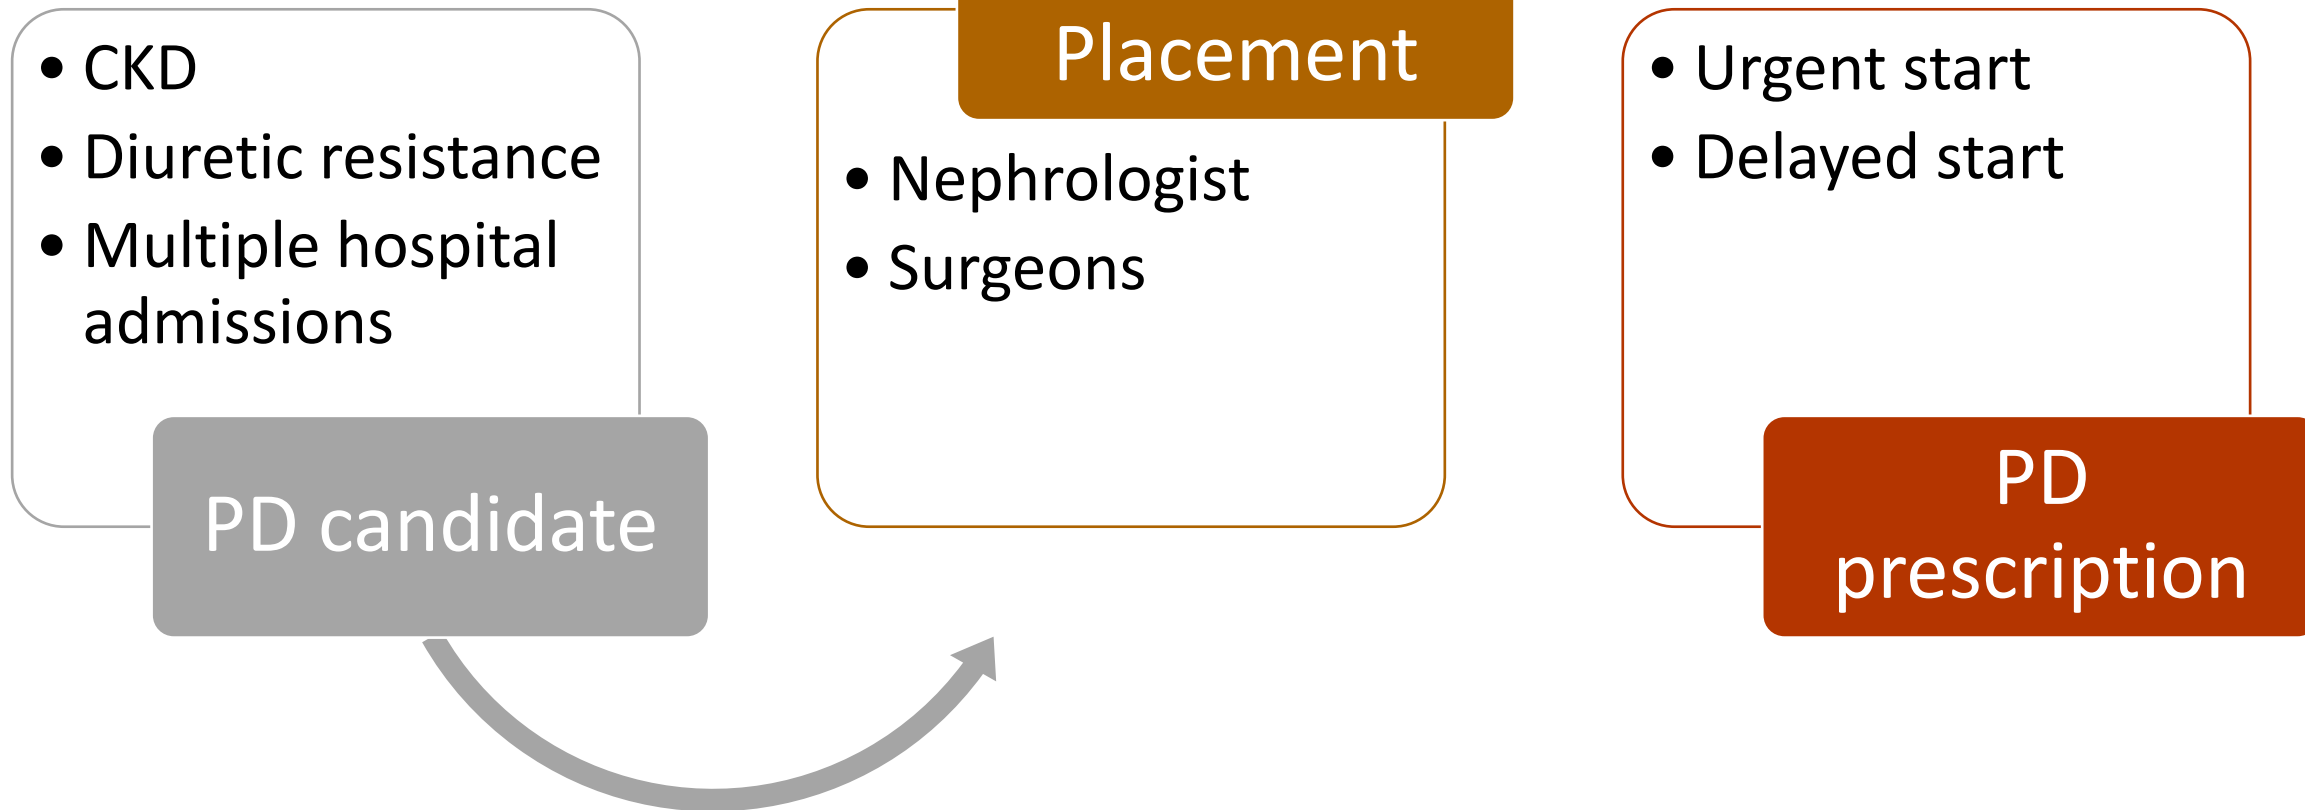 • CKD
• Diuretic resistance
• Multiple hospital
admissions
PD candidate
Placement
• Nephrologist
• Surgeons
• Urgent start
• Delayed start
PD
prescription